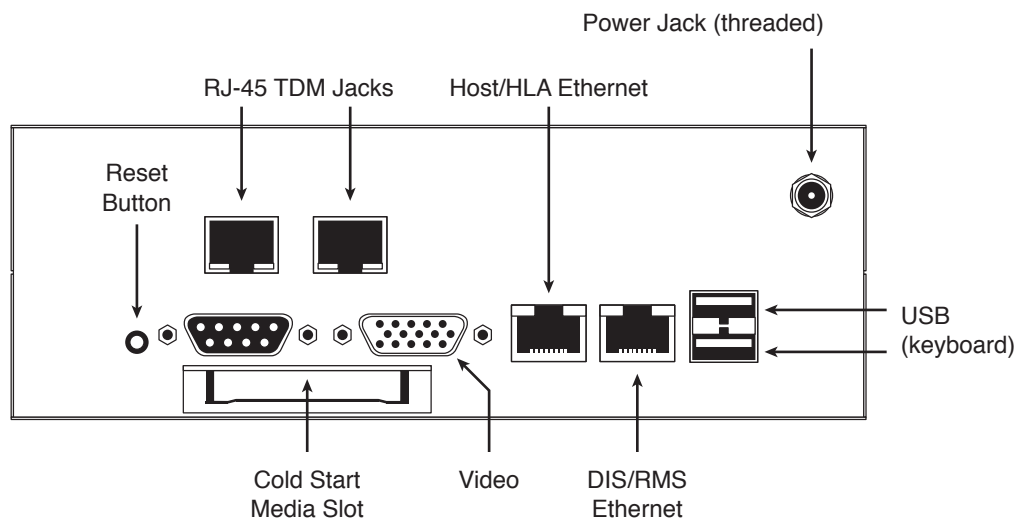 Power Jack (threaded)
RJ-45 TDM Jacks
Host/HLA Ethernet
Reset
Button
USB
(keyboard)
Cold Start
Media Slot
Video
DIS/RMS
Ethernet